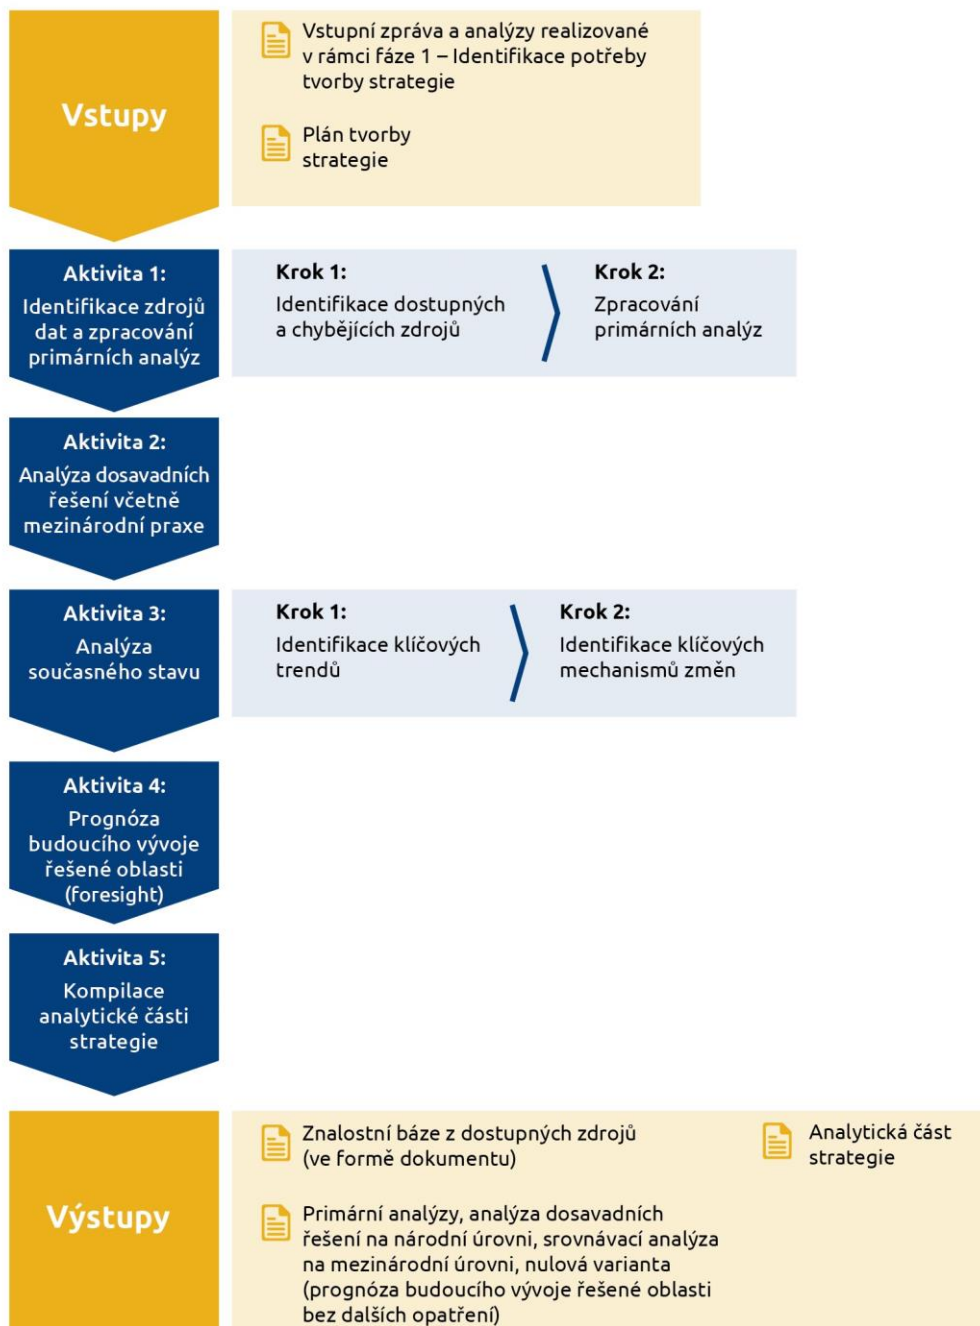 Vstupy
Vstupní zpráva a analýzy realizované
v rámci fáze 1 – Identifikace potřeby
tvorby strategie
Plán tvorby
strategie
Aktivita 1:
Identifikace zdrojů
dat a zpracování
primárních analýz
Krok 1:
Identifikace dostupných
a chybějících zdrojů
Krok 2:
Zpracování
primárních analýz
Aktivita 2:
Analýza dosavadních
řešení včetně
mezinárodní praxe
Aktivita 3:
Analýza
současného stavu
Krok 1:
Identifikace klíčových
trendů
Krok 2:
Identifikace klíčových
mechanismů změn
Aktivita 4:
Prognóza
budoucího vývoje
řešené oblasti
(foresight)
Aktivita 5:
Kompilace
analytické části
strategie
Výstupy
Znalostní báze z dostupných zdrojů
(ve formě dokumentu)
Analytická část
strategie
Primární analýzy, analýza dosavadních
řešení na národní úrovni, srovnávací analýza
na mezinárodní úrovni, nulová varianta
(prognóza budoucího vývoje řešené oblasti
bez dalších opatření)